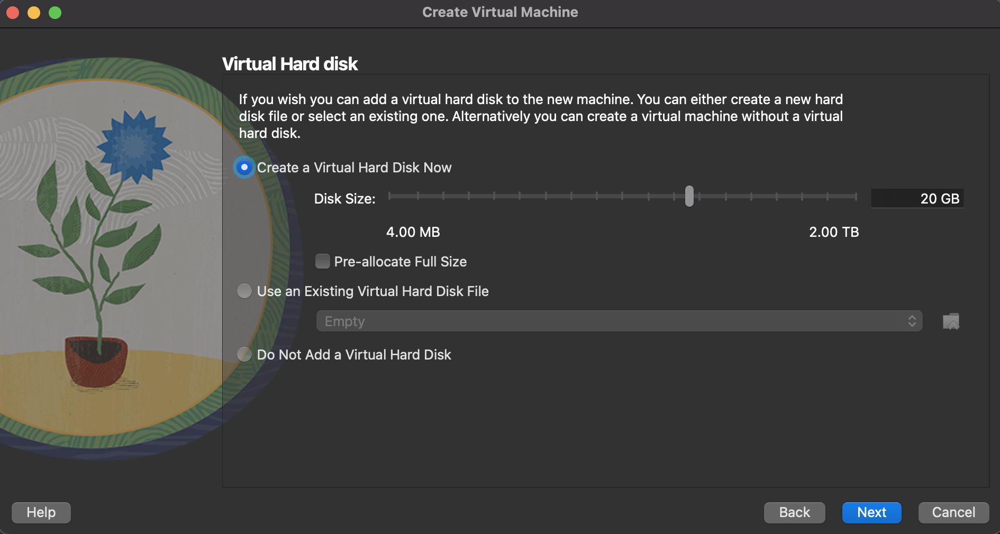 Create Virtual Machine
Virtual Hard disk
If you wish you can add a virtual hard disk to the new machine. You can either create a new hard
disk file or select an existing one. Alternatively you can create a virtual machine without a virtual
hard disk.
Create a Virtual Hard Disk Now
Disk Size:
20 GB
4.00 MB
2.00 TB
Pre-allocate Full Size
Use an Existing Virtual Hard Disk File
Empty
Do Not Add a Virtual Hard Disk
Help
Back
Next
Cancel